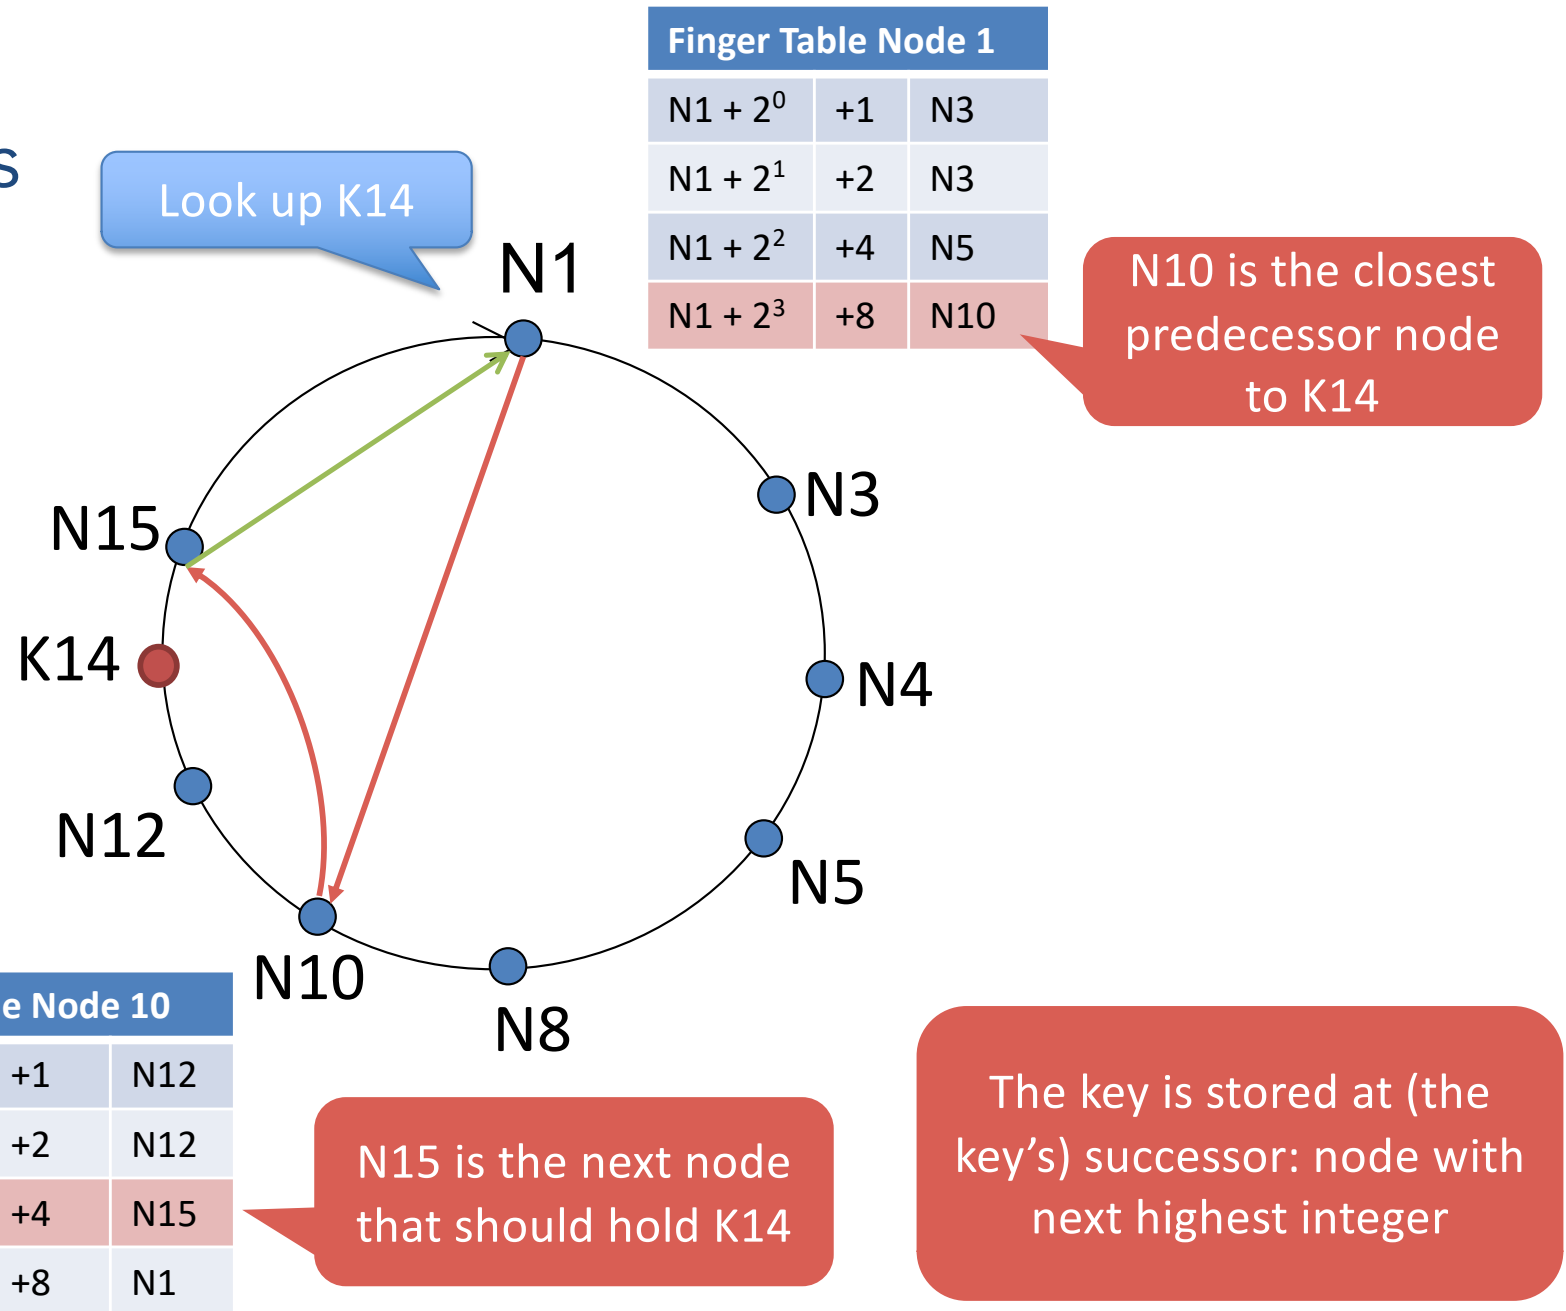 Finger Table Node 1
N1 + 2⁰ +1 N3
N1 + 2¹ +2 N3
N1 + 2² +4 N5
N1 + 2³ +8 N10
s
Look up K14
N1
N10 is the closest
predecessor node
to K14
N3
N15
K14
N4
N12
N5
N10
N8
e Node 10
+1 N12
+2 N12
+4 N15
+8 N1
N15 is the next node
that should hold K14
The key is stored at (the
key’s) successor: node with
next highest integer